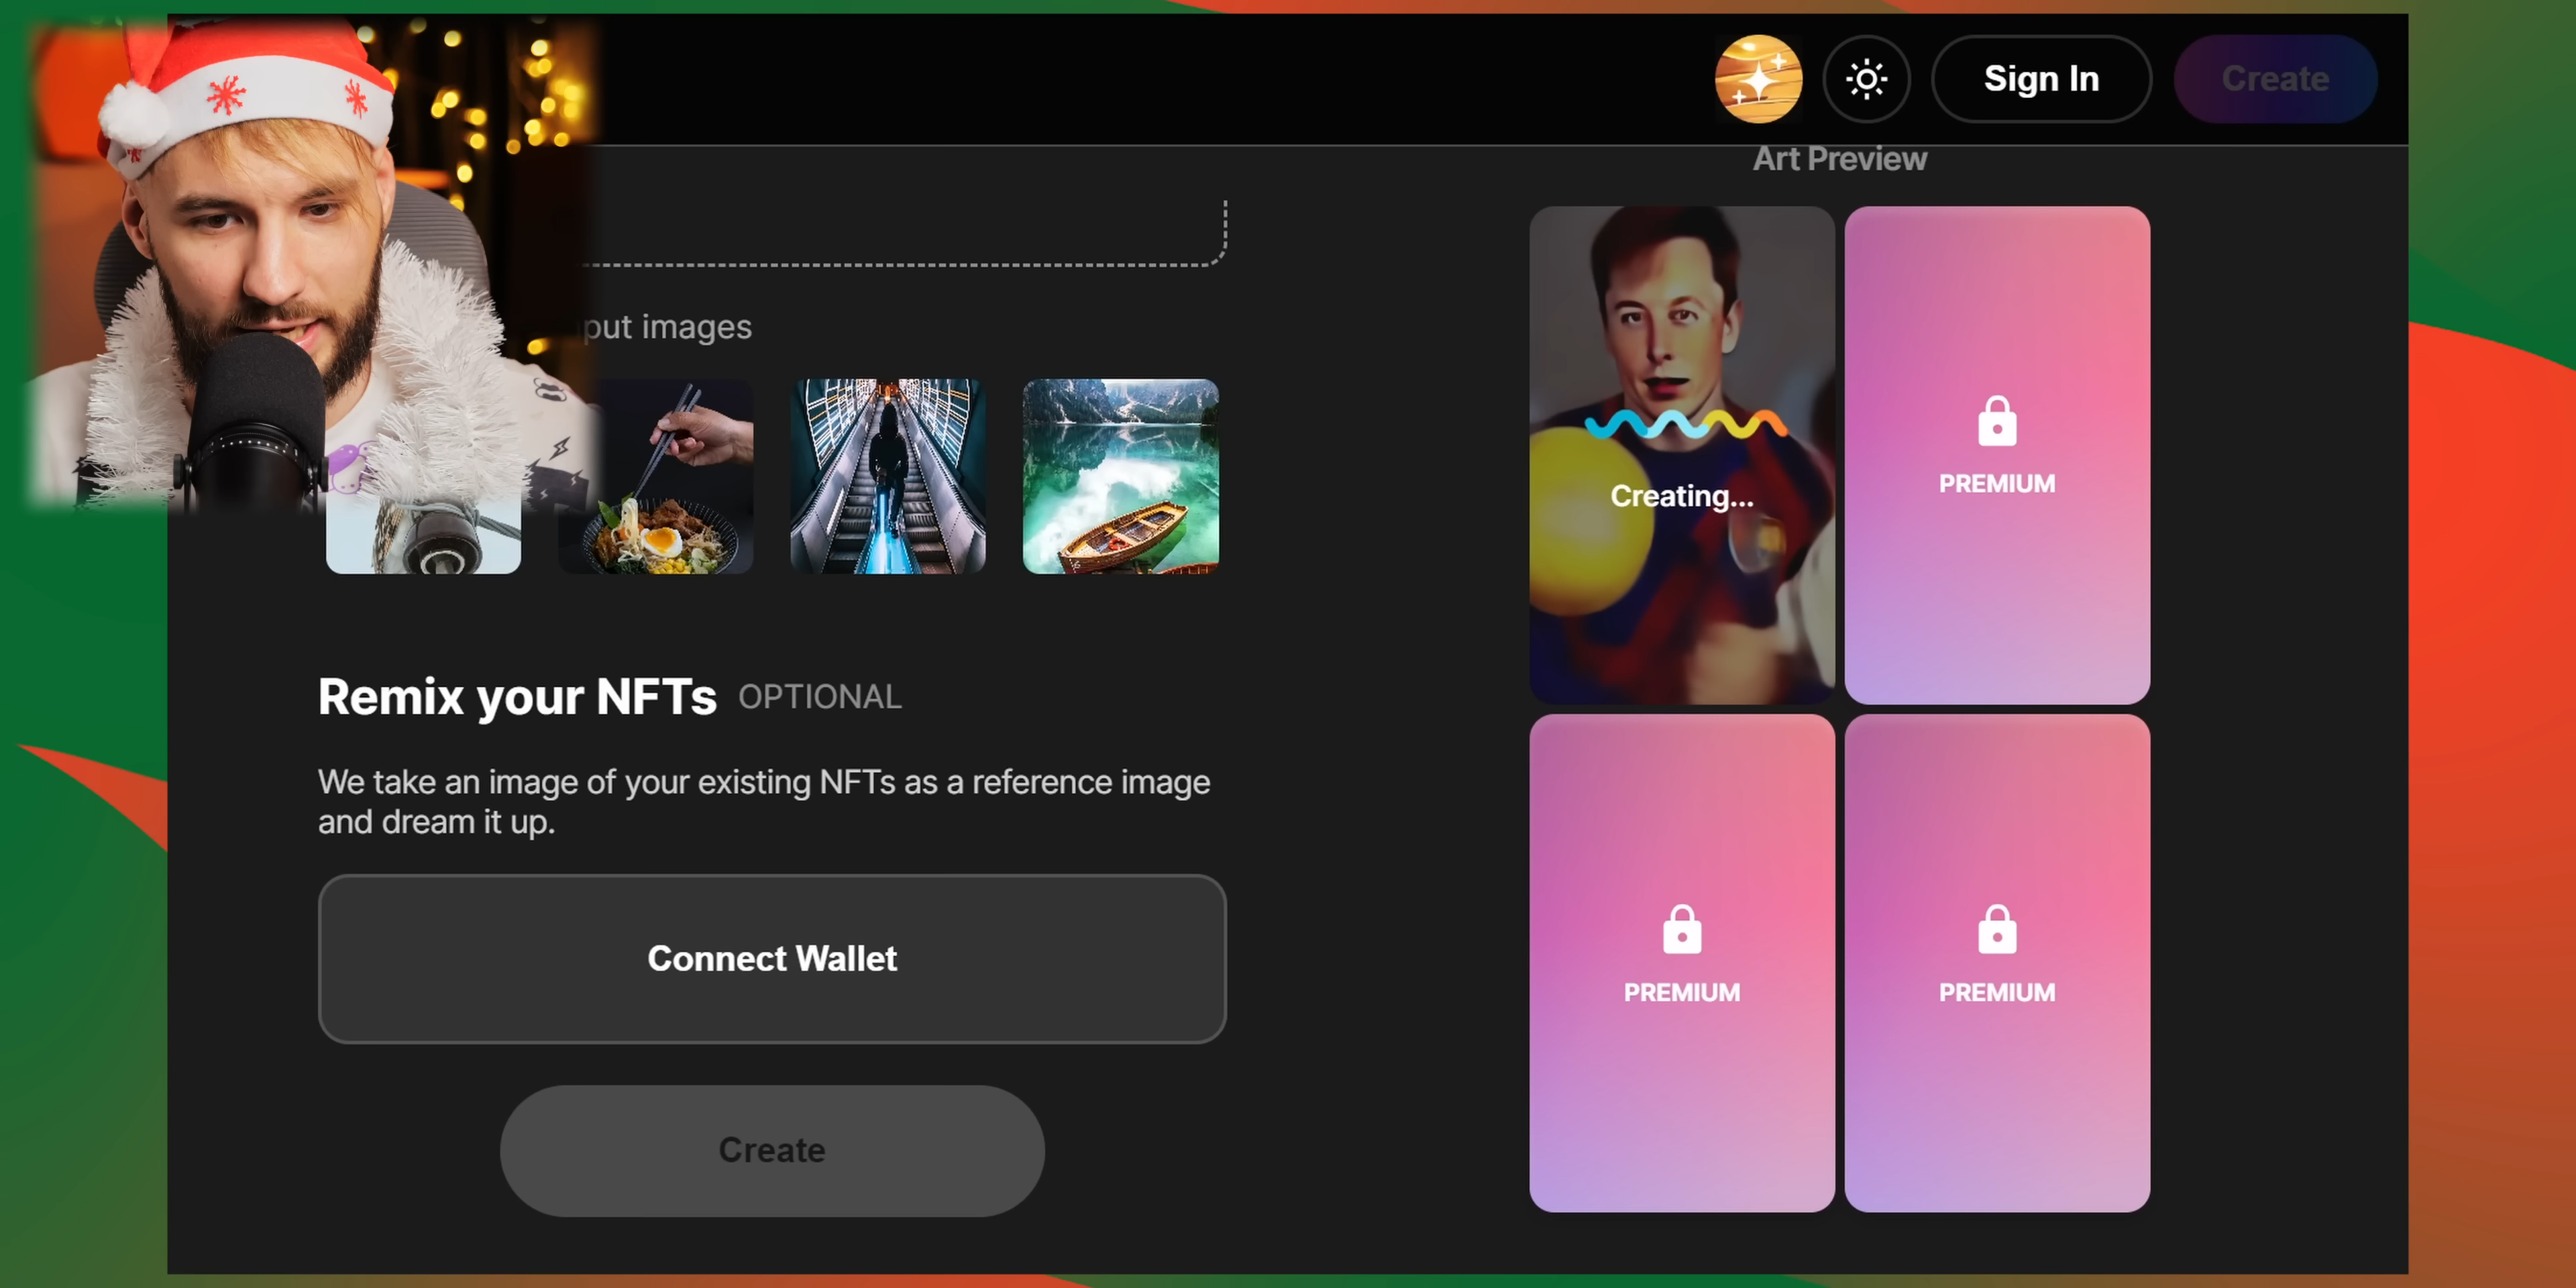 Sign In
Create
Art Preview
put images
Creating...
PREMIUM
Remix your NFTs OPTIONAL
We take an image of your existing NFTs as a reference image
and dream it up.
Connect Wallet
PREMIUM
PREMIUM
Create